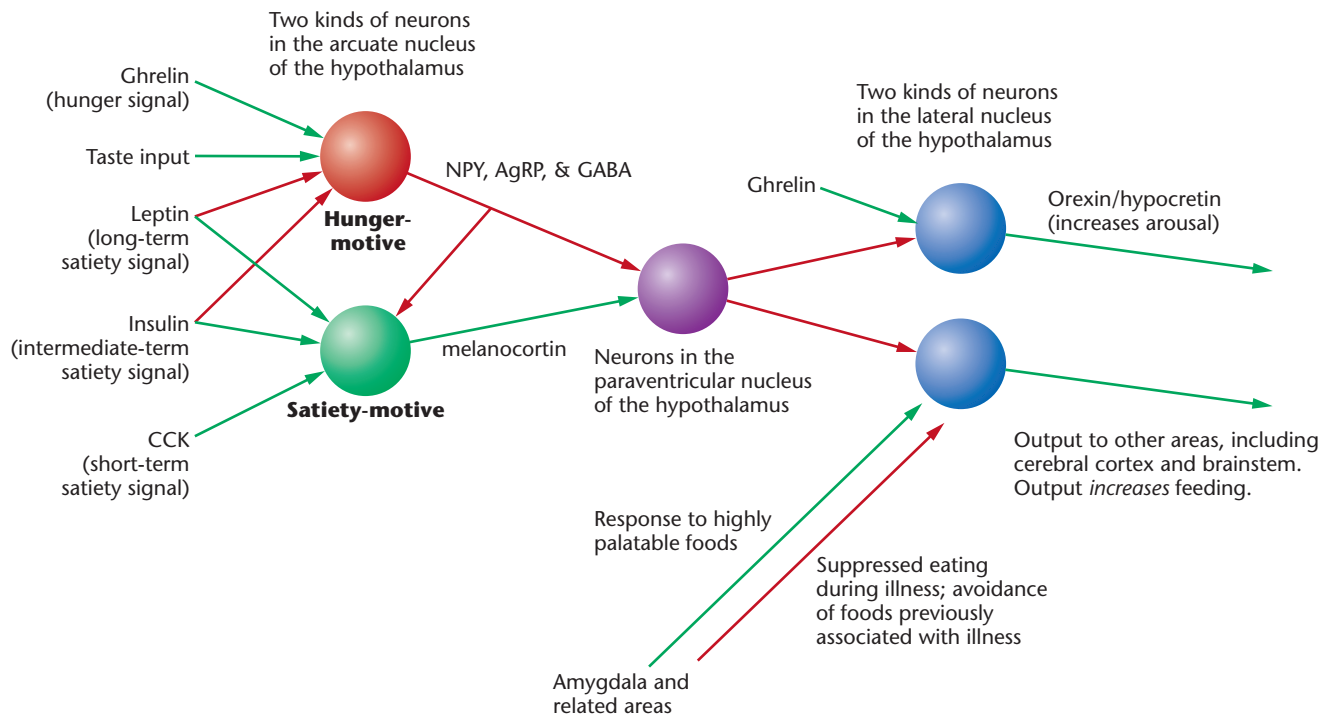 Two kinds of neurons
in the arcuate nucleus
of the hypothalamus
Ghrelin
(hunger signal)
Taste input
Leptin
(long-term
satiety signal)
Insulin
(intermediate-term
satiety signal)
CCK
(short-term
satiety signal)
Hunger-
motive
Satiety-motive
NPY, AgRP, & GABA
melanocortin
Neurons in the
paraventricular nucleus
of the hypothalamus
Two kinds of neurons
in the lateral nucleus
of the hypothalamus
Ghrelin
Orexin/hypocretin
(increases arousal)
Output to other areas, including
cerebral cortex and brainstem.
Output increases feeding.
Response to highly
palatable foods
Suppressed eating
during illness; avoidance
of foods previously
associated with illness
Amygdala and
related areas